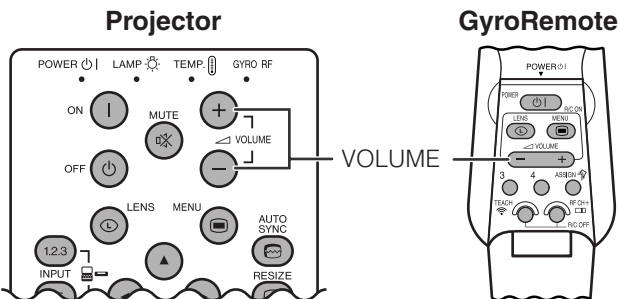 Projector
GyroRemote
POWER LAMP TEMP. GYRO RF
ON
MUTE
+
VOLUME
OFF
−
LENS
MENU
AUTO
SYNC
1.2.3
INPUT
RESIZE
VOLUME
POWER
POWER
R/C ON
LENS
MENU
L
VOLUME
− +
3 4 ASSIGN
TEACH
RF CH+
R/C OFF